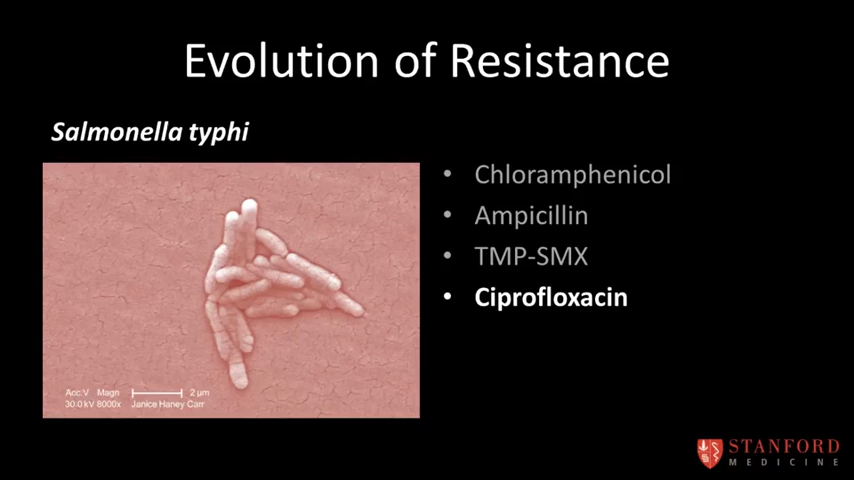 Evolution of Resistance
Salmonella typhi
• Chloramphenicol
• Ampicillin
• TMP-SMX
• Ciprofloxacin
Acc.V Magn 2 μm
30.0 kV 8000x Janice Haney Carr
STANFORD
MEDICINE